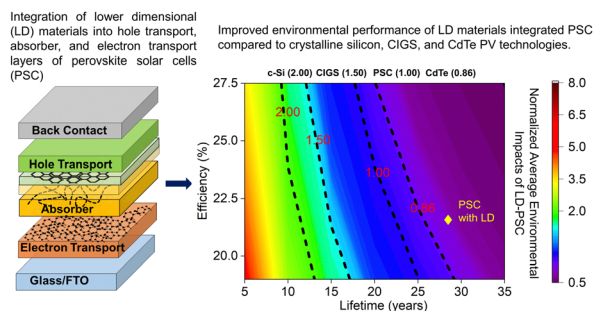 Integration of lower dimensional
(LD) materials into hole transport,
absorber, and electron transport
layers of perovskite solar cells
(PSC)
Back Contact
Hole Transport
Absorber
Electron Transport
Glass/FTO
Improved environmental performance of LD materials integrated PSC
compared to crystalline silicon, CIGS, and CdTe PV technologies.
c-Si (2.00) CIGS (1.50) PSC (1.00) CdTe (0.86)
Efficiency (%)
27.5
25.0
22.5
20.0
2.00
1.50
1.00
0.86
PSC
with LD
5
10
15
20
25
30
35
Lifetime (years)
8.0
5.0
3.5
2.0
1.0
0.5
Normalized Average Environmental
Impacts of LD-PSC